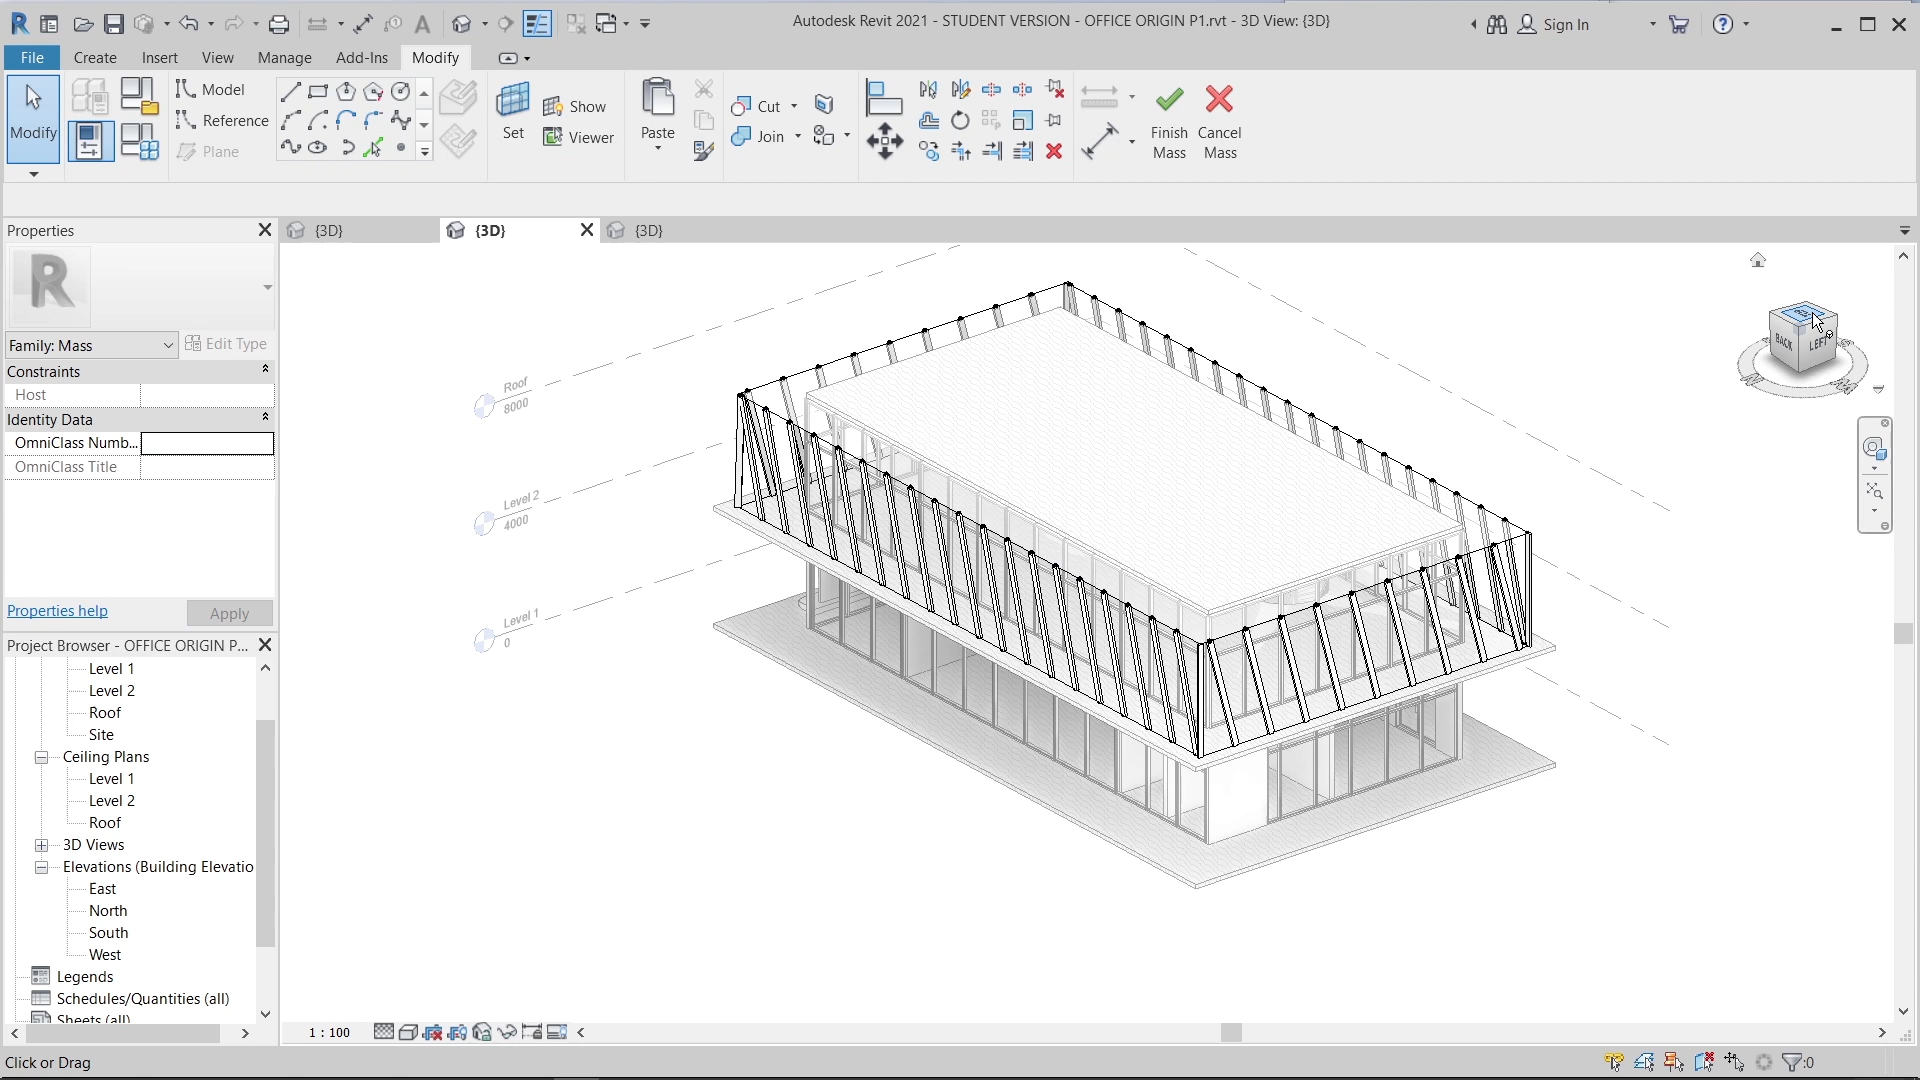 Autodesk Revit 2021 - STUDENT VERSION - OFFICE ORIGIN P1.rvt - 3D View: {3D}
Sign In
File
Create
Insert
View
Manage
Add-Ins
Modify
Modify
Model
Reference
Plane
Set
Show
Viewer
Paste
Cut
Join
Finish
Mass
Cancel
Mass
Properties
{3D}
{3D}
{3D}
R
Family: Mass
Edit Type
Constraints
Host
Identity Data
OmniClass Numb...
OmniClass Title
Properties help
Apply
Project Browser - OFFICE ORIGIN P...
Level 1
Level 2
Roof
Site
Ceiling Plans
Level 1
Level 2
Roof
3D Views
Elevations (Building Elevatio
East
North
South
West
Legends
Schedules/Quantities (all)
Sheets (all)
Roof
8000
Level 2
4000
Level 1
0
BACK
LEFT
1 : 100
Click or Drag
:0